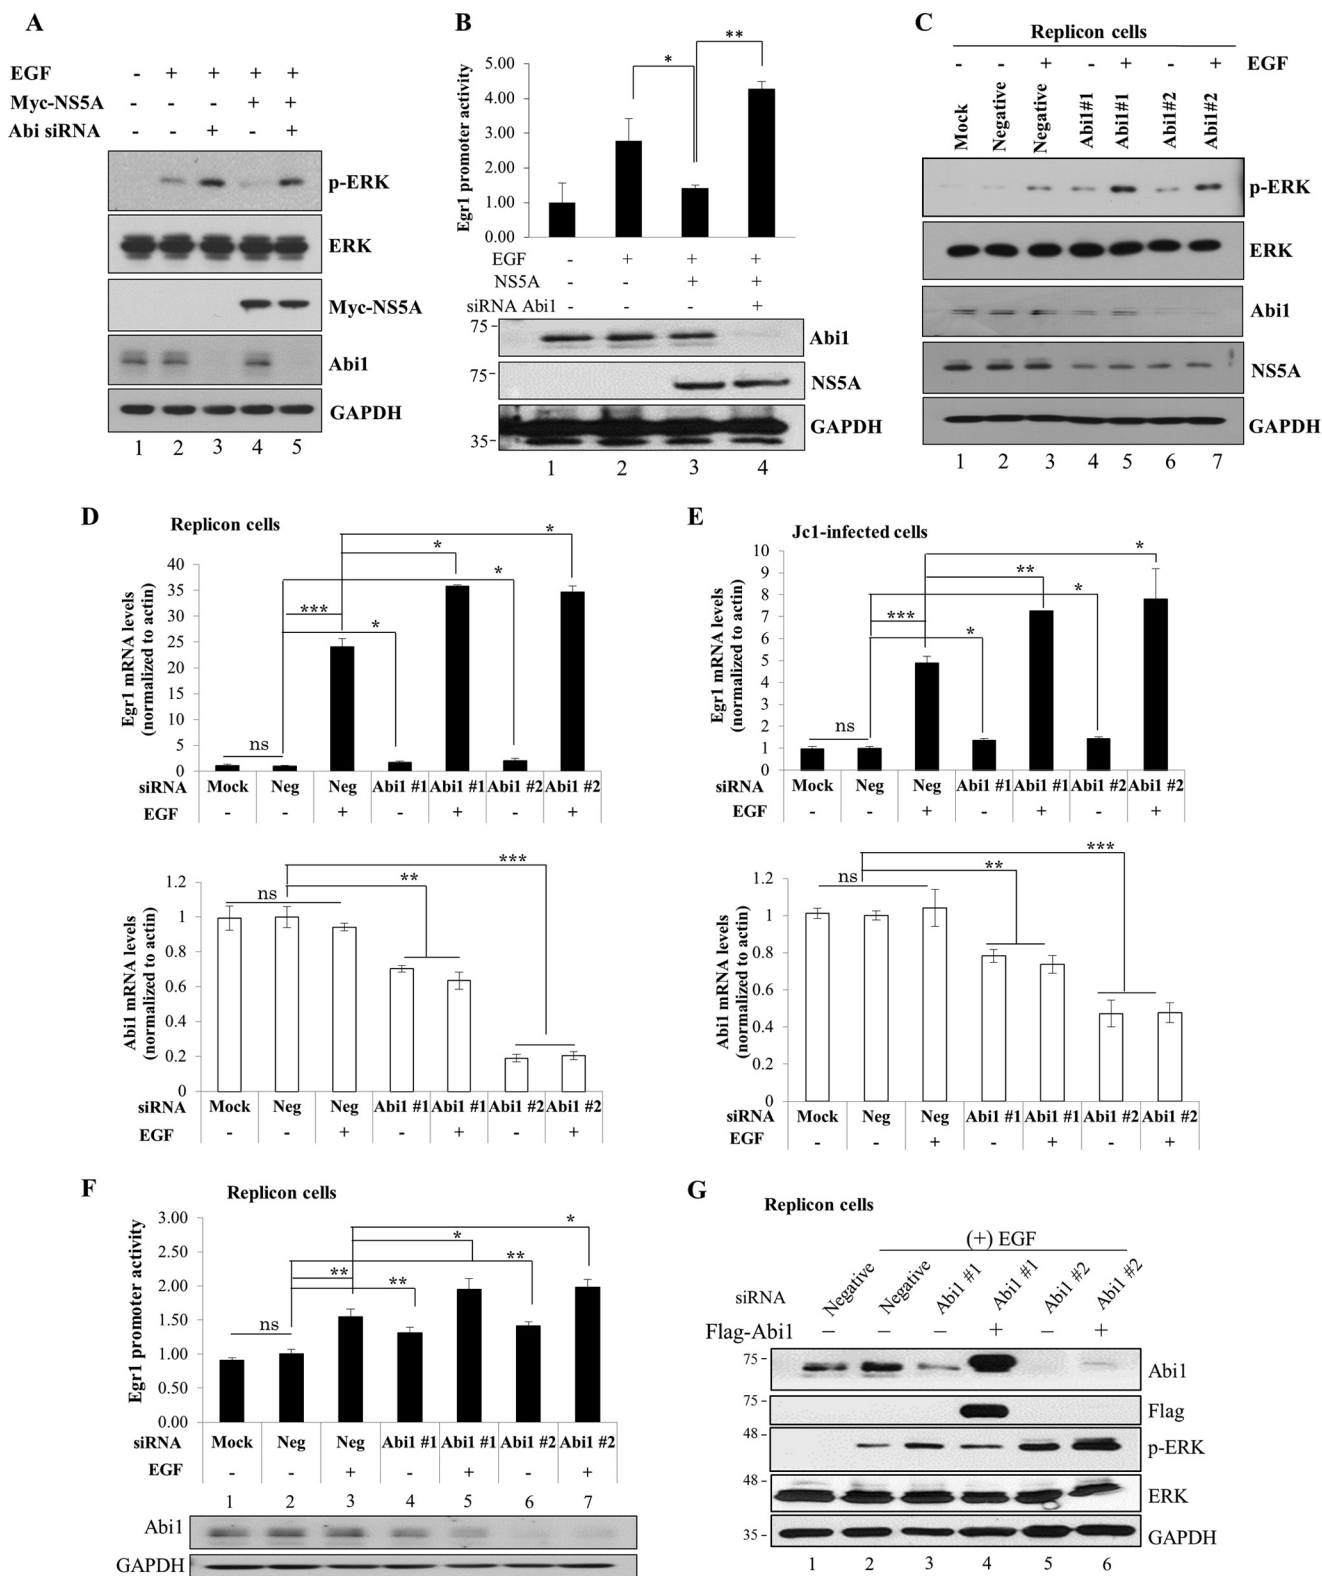 A
EGF - + + + +
Myc-NS5A - - - + +
Abi siRNA - - + - +
p-ERK
ERK
Myc-NS5A
Abi1
GAPDH
1 2 3 4 5
B
* **
Egr1 promoter activity
5.00
4.00
3.00
2.00
1.00
0.00
EGF - + + +
NS5A - - + +
siRNA Abi1 - - - +
75 Abi1
75 NS5A
GAPDH
35
1 2 3 4
C
Replicon cells
- - + - + - + EGF
Mock Negative Negative Abi1#1 Abi1#1 Abi1#2 Abi1#2
p-ERK
ERK
Abi1
NS5A
GAPDH
1 2 3 4 5 6 7
D
Replicon cells
Egr1 mRNA levels
(normalized to actin)
40
35
30
25
20
15
10
5
0
ns *** * * * *
siRNA Mock Neg Neg Abi1 #1 Abi1 #1 Abi1 #2 Abi1 #2
EGF - - + - + - +
Abi1 mRNA levels
(normalized to actin)
1.2
1
0.8
0.6
0.4
0.2
0
ns ** ***
siRNA Mock Neg Neg Abi1 #1 Abi1 #1 Abi1 #2 Abi1 #2
EGF - - + - + - +
E
Jc1-infected cells
Egr1 mRNA levels
(normalized to actin)
10
9
8
7
6
5
4
3
2
1
0
ns *** * ** * *
siRNA Mock Neg Neg Abi1 #1 Abi1 #1 Abi1 #2 Abi1 #2
EGF - - + - + - +
Abi1 mRNA levels
(normalized to actin)
1.2
1
0.8
0.6
0.4
0.2
0
ns ** ***
siRNA Mock Neg Neg Abi1 #1 Abi1 #1 Abi1 #2 Abi1 #2
EGF - - + - + - +
F
Replicon cells
Egr1 promoter activity
3.00
2.50
2.00
1.50
1.00
0.50
0.00
ns ** ** * ** *
siRNA Mock Neg Neg Abi1 #1 Abi1 #1 Abi1 #2 Abi1 #2
EGF - - + - + - +
1 2 3 4 5 6 7
Abi1
GAPDH
G
Replicon cells
(+) EGF
siRNA Negative Negative Abi1 #1 Abi1 #1 Abi1 #2 Abi1 #2
Flag-Abi1 - - - + - +
75 Abi1
75 Flag
48 p-ERK
48 ERK
35 GAPDH
1 2 3 4 5 6